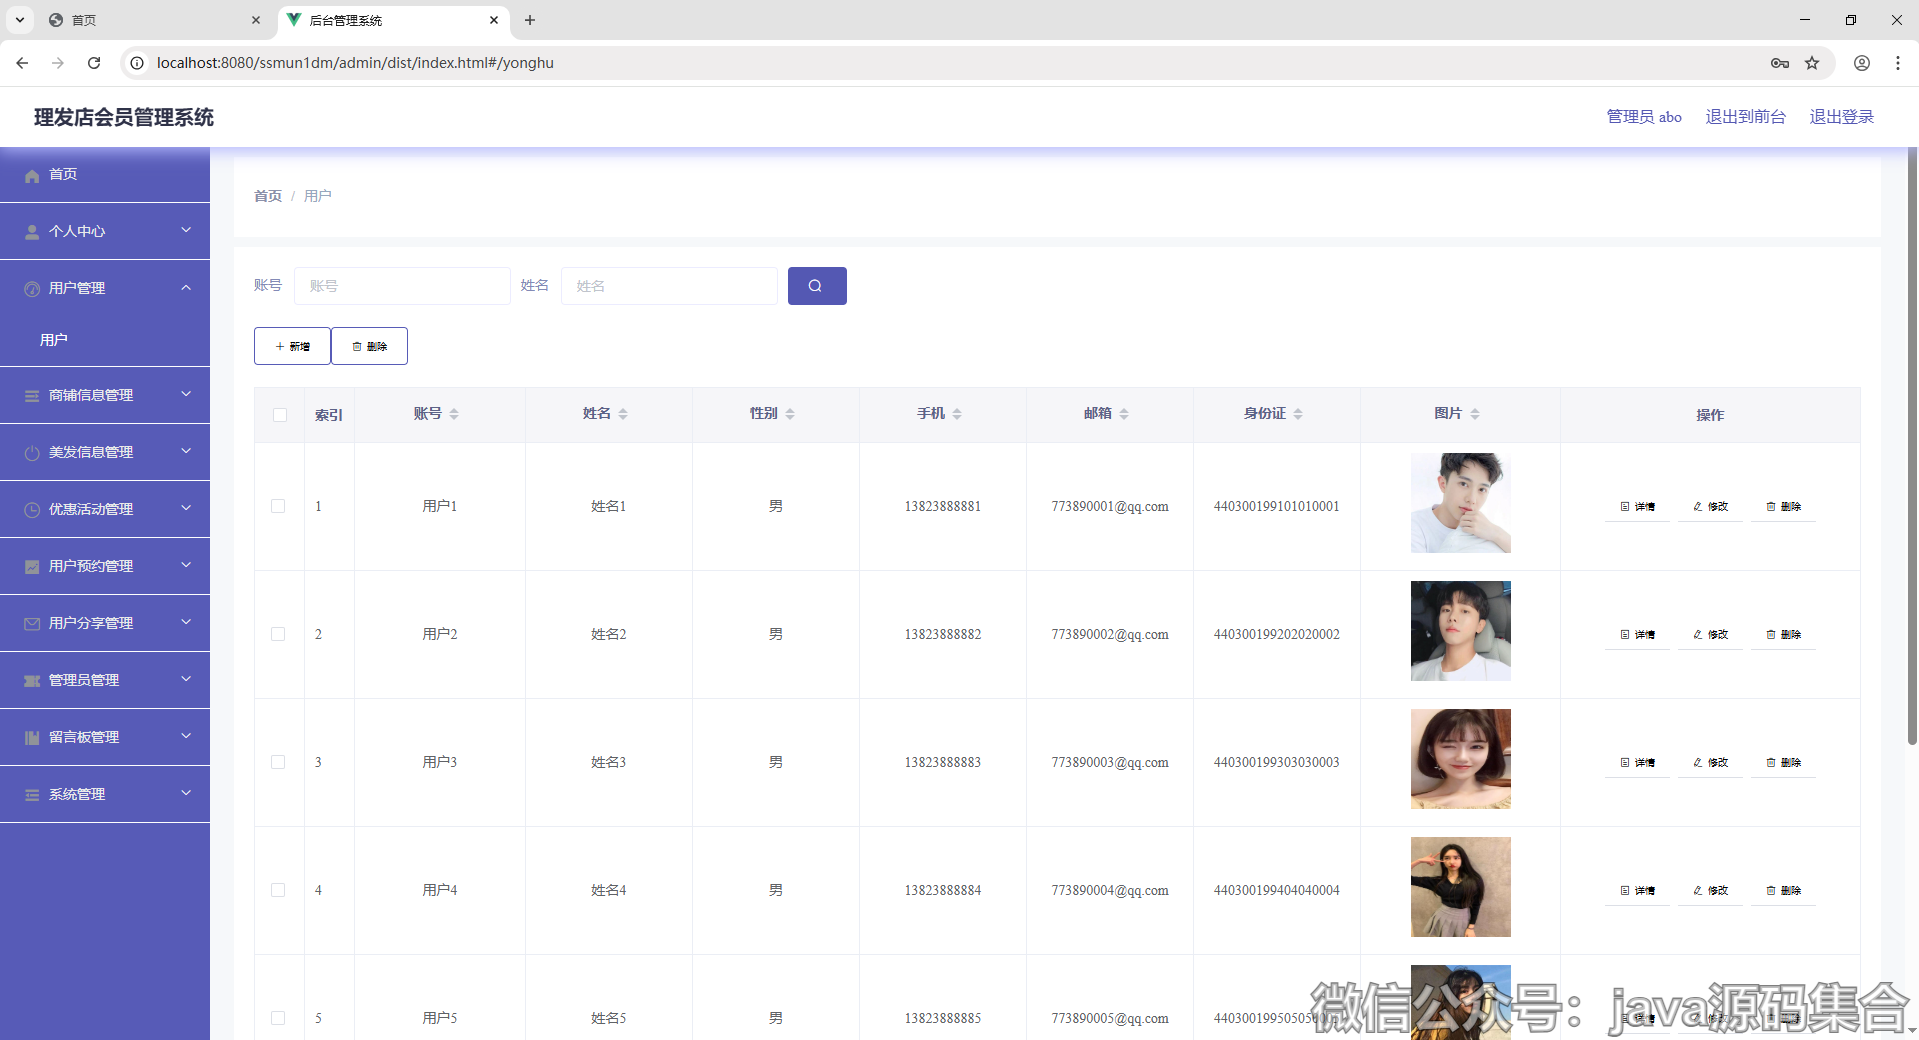 首页
后台管理系统
localhost:8080/ssmun1dm/admin/dist/index.html#/yonghu
理发店会员管理系统
管理员 abo 退出到前台 退出登录
首页
个人中心
用户管理
用户
商铺信息管理
美发信息管理
优惠活动管理
用户预约管理
用户分享管理
管理员管理
留言板管理
系统管理
首页 / 用户
账号 账号 姓名 姓名
新增 删除
索引 账号 姓名 性别 手机 邮箱 身份证 图片 操作
1 用户1 姓名1 男 13823888881 773890001@qq.com 440300199101010001 详情 修改 删除
2 用户2 姓名2 男 13823888882 773890002@qq.com 440300199202020002 详情 修改 删除
3 用户3 姓名3 男 13823888883 773890003@qq.com 440300199303030003 详情 修改 删除
4 用户4 姓名4 男 13823888884 773890004@qq.com 440300199404040004 详情 修改 删除
5 用户5 姓名5 男 13823888885 773890005@qq.com 详情 修改 删除
微信公众号：java源码集合